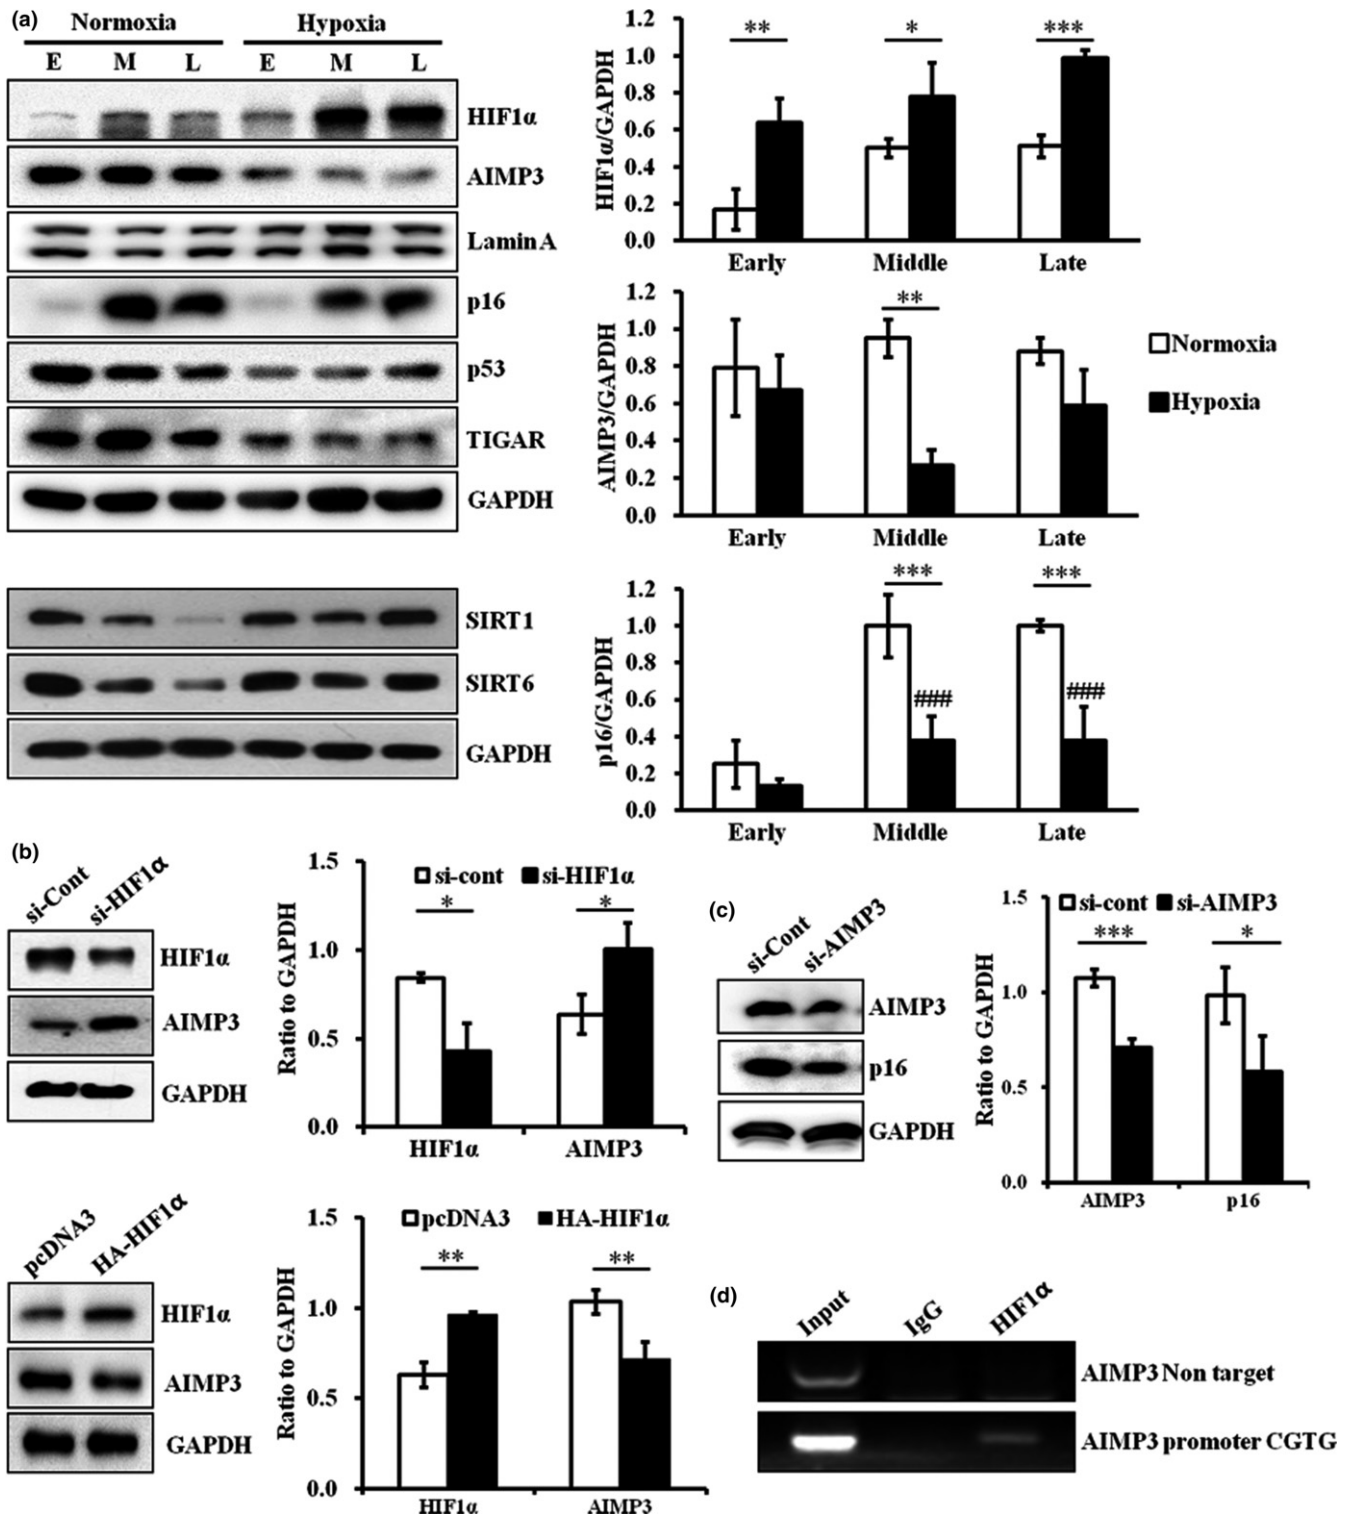 (a)
Normoxia Hypoxia
E M L E M L
HIF1α
AIMP3
Lamin A
p16
p53
TIGAR
GAPDH
SIRT1
SIRT6
GAPDH
HIF1α/GAPDH
1.2
1.0
0.8
0.6
0.4
0.2
0.0
** * ***
Early Middle Late
AIMP3/GAPDH
1.2
1.0
0.8
0.6
0.4
0.2
0.0
**
Early Middle Late
Normoxia
Hypoxia
p16/GAPDH
1.2
1.0
0.8
0.6
0.4
0.2
0.0
*** ***
### ###
Early Middle Late
(b)
si-Cont si-HIF1α
HIF1α
AIMP3
GAPDH
Ratio to GAPDH
1.5
1.0
0.5
0.0
si-cont si-HIF1α
* *
HIF1α AIMP3
pcDNA3 HA-HIF1α
HIF1α
AIMP3
GAPDH
Ratio to GAPDH
1.5
1.0
0.5
0.0
pcDNA3 HA-HIF1α
** **
HIF1α AIMP3
(c)
si-Cont si-AIMP3
AIMP3
p16
GAPDH
Ratio to GAPDH
1.5
1.0
0.5
0.0
si-cont si-AIMP3
*** *
AIMP3 p16
(d)
Input IgG HIF1α
AIMP3 Non target
AIMP3 promoter CGTG